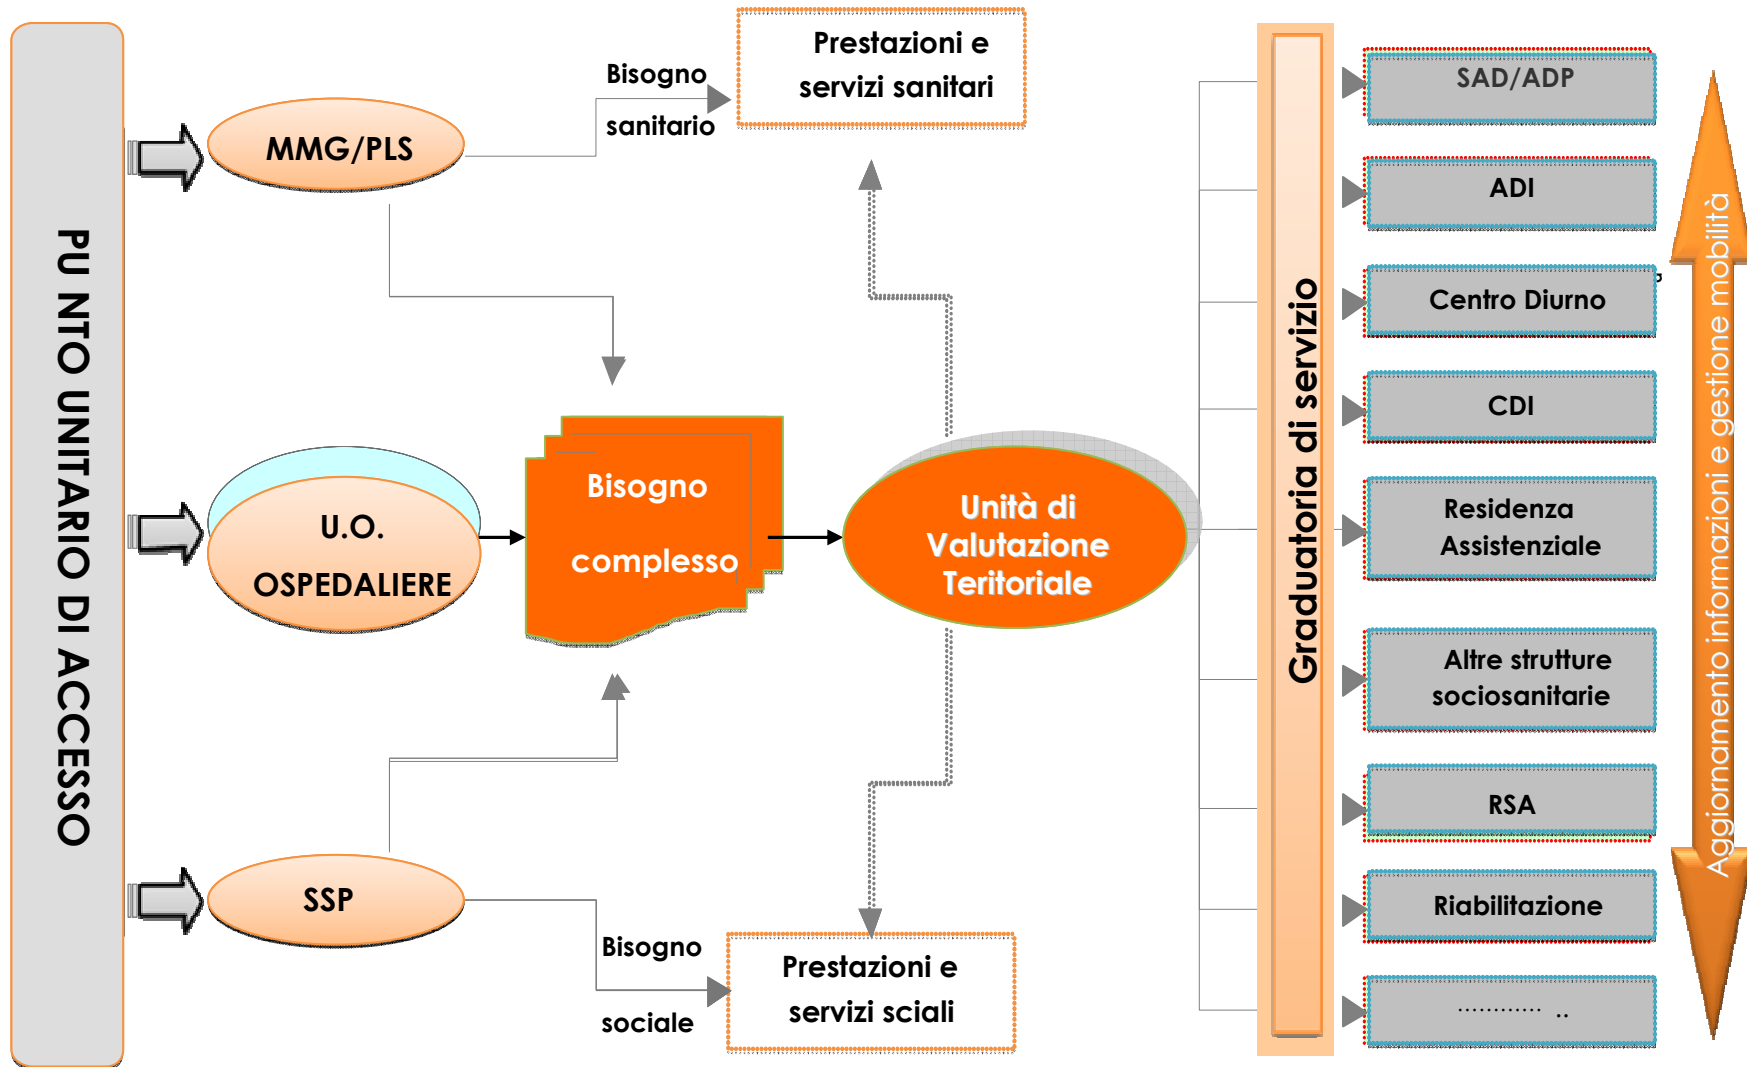 PU NTO UNITARIO DI ACCESSO
MMG/PLS
U.O.
OSPEDALIERE
SSP
Bisogno
sanitario
Prestazioni e
servizi sanitari
Bisogno
complesso
Unità di
Valutazione
Teritoriale
Bisogno
sociale
Prestazioni e
servizi sciali
Graduatoria di servizio
SAD/ADP
ADI
Centro Diurno
CDI
Residenza
Assistenziale
Altre strutture
sociosanitarie
RSA
Riabilitazione
………… ..
Aggiornamento informazioni e gestione mobilità